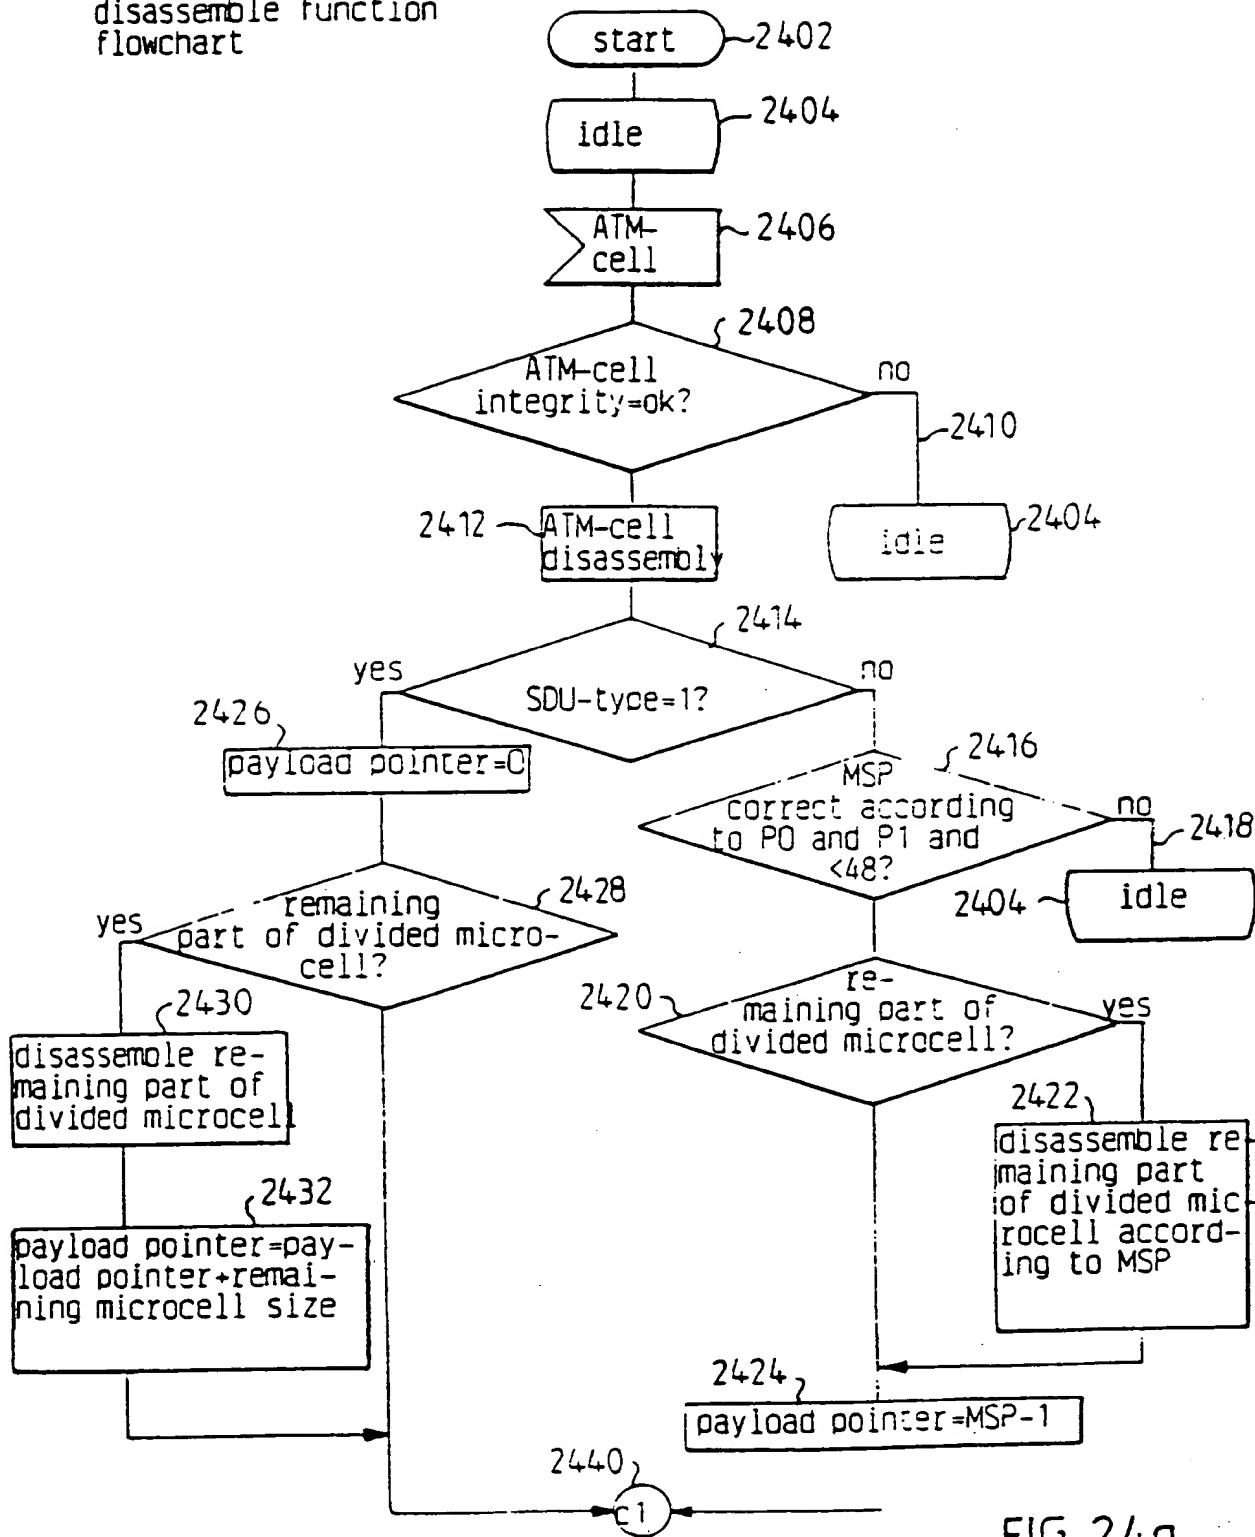 disassemble function
flowchart
start
2402
idle
2404
ATM-
cell
2406
2408
ATM-cell
integrity=ok?
no
2410
2412
ATM-cell
disassembly
idle
2404
2414
yes
SDU-type=1?
no
2426
payload pointer=0
2416
MSP
correct according
to P0 and P1 and
<48?
no
2418
2404
idle
2428
yes
remaining
part of divided micro-
cell?
2420
re-
maining part of
divided microcell?
yes
2430
disassemble re-
maining part of
divided microcell
2422
disassemble re-
maining part
of divided mic-
rocell accord-
ing to MSP
2432
payload pointer=pay-
load pointer+remai-
ning microcell size
2424
payload pointer=MSP-1
2440
c1
FIG. 24a